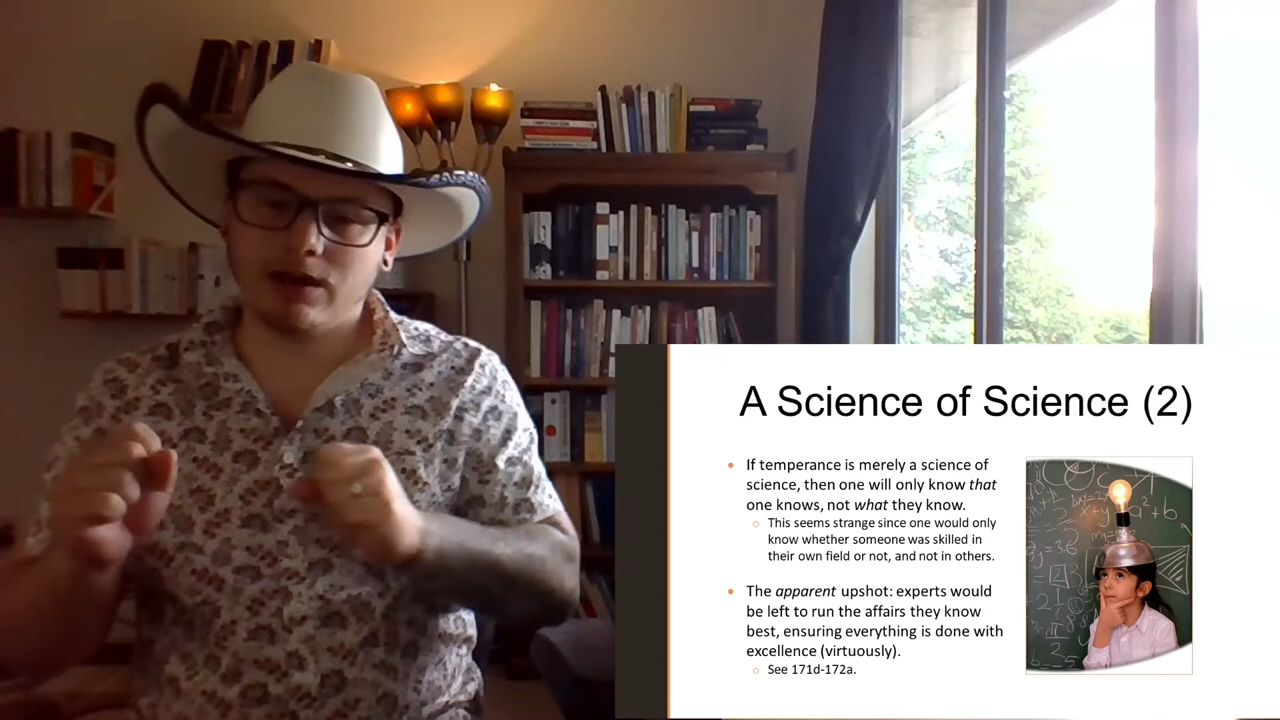 A Science of Science (2)
• If temperance is merely a science of
science, then one will only know that
one knows, not what they know.
○ This seems strange since one would only
know whether someone was skilled in
their own field or not, and not in others.
• The apparent upshot: experts would
be left to run the affairs they know
best, ensuring everything is done with
excellence (virtuously).
○ See 171d-172a.